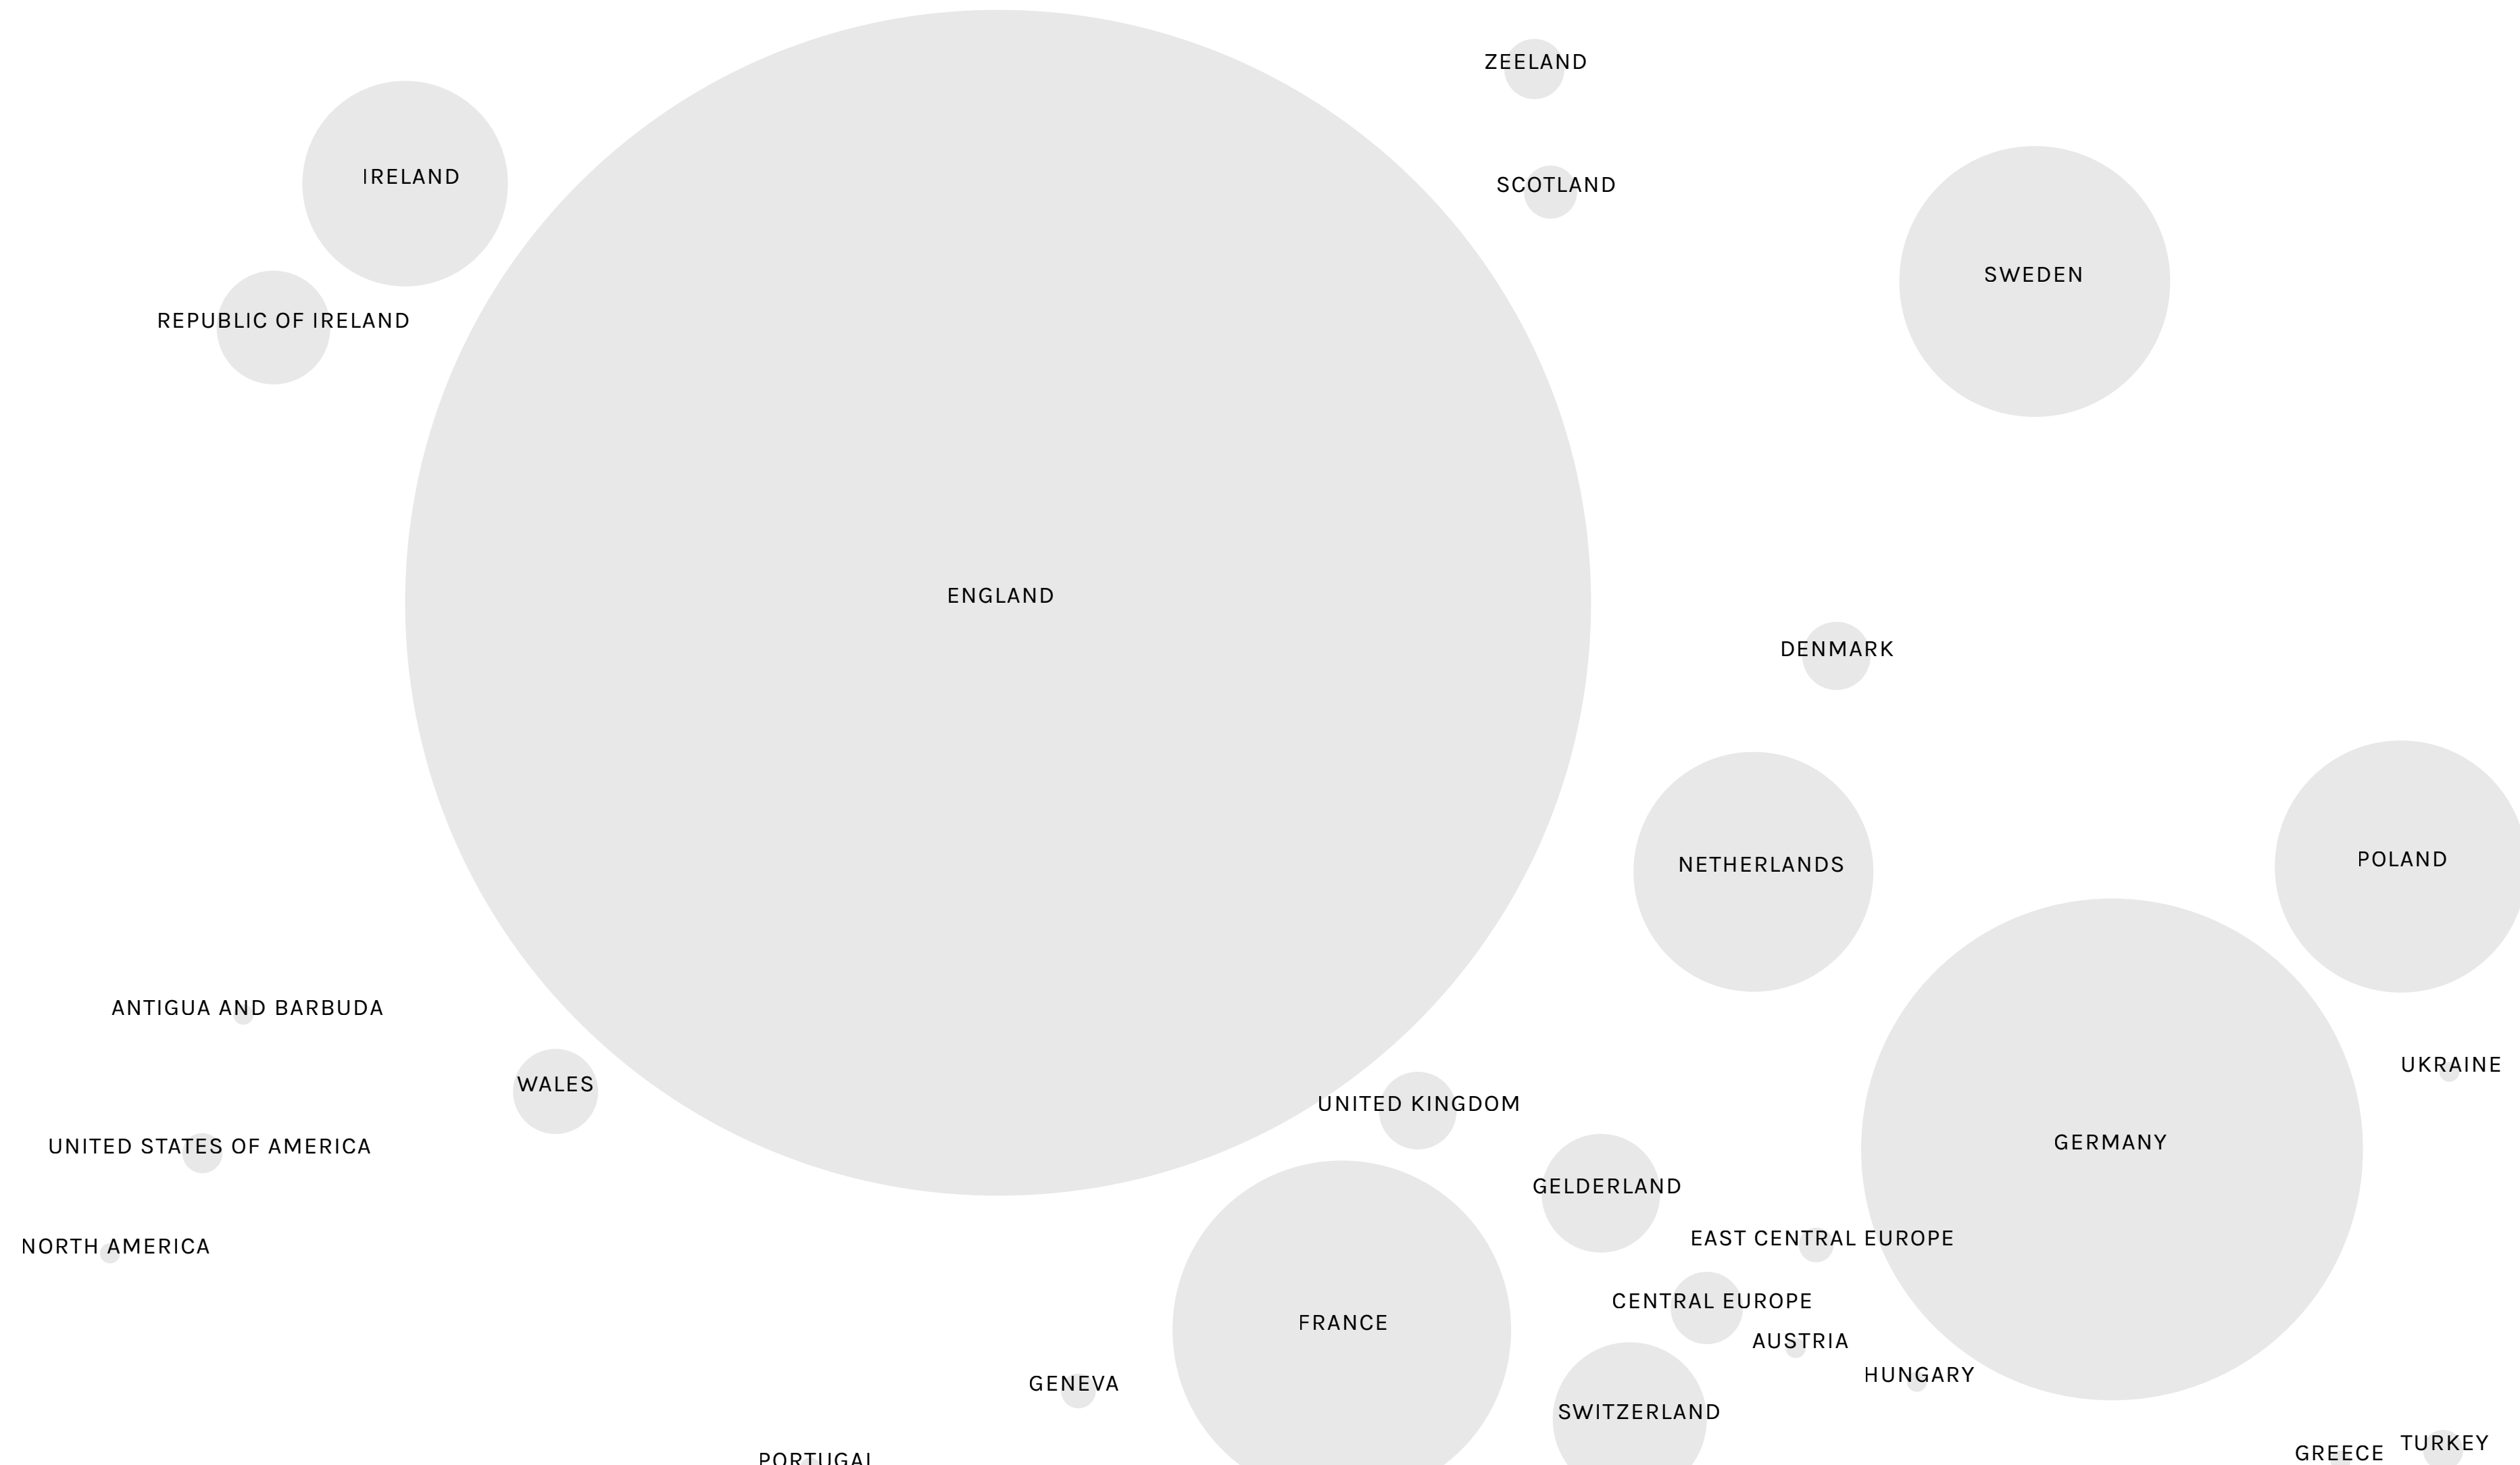 ZEELAND
IRELAND
SCOTLAND
SWEDEN
REPUBLIC OF IRELAND
ENGLAND
DENMARK
POLAND
NETHERLANDS
ANTIGUA AND BARBUDA
UKRAINE
WALES
UNITED KINGDOM
GERMANY
UNITED STATES OF AMERICA
GELDERLAND
EAST CENTRAL EUROPE
NORTH AMERICA
CENTRAL EUROPE
FRANCE
AUSTRIA
HUNGARY
GENEVA
SWITZERLAND
TURKEY
GREECE
PORTUGAL